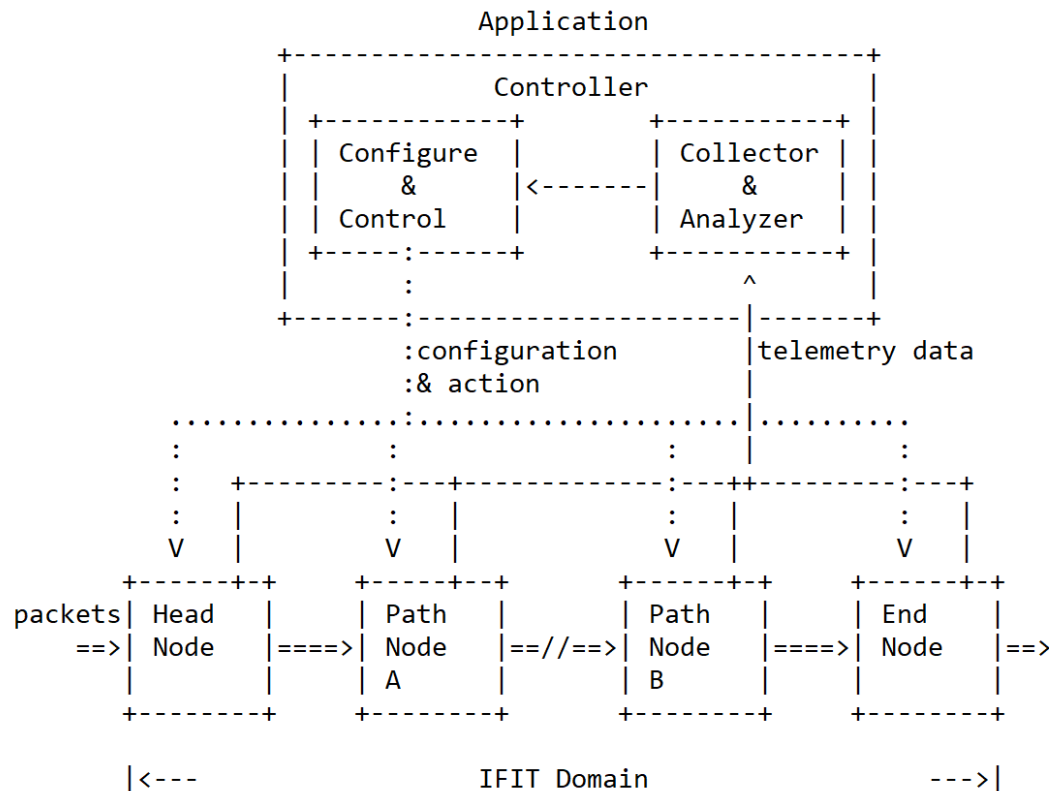 Application
Controller
Configure Collector
& &
Control Analyzer
:configuration |telemetry data
:& action
V V V V
packets| Head Path Path End
==>| Node |====>| Node |==//==>| Node |====>| Node |==>
A B
|<--- IFIT Domain --->|